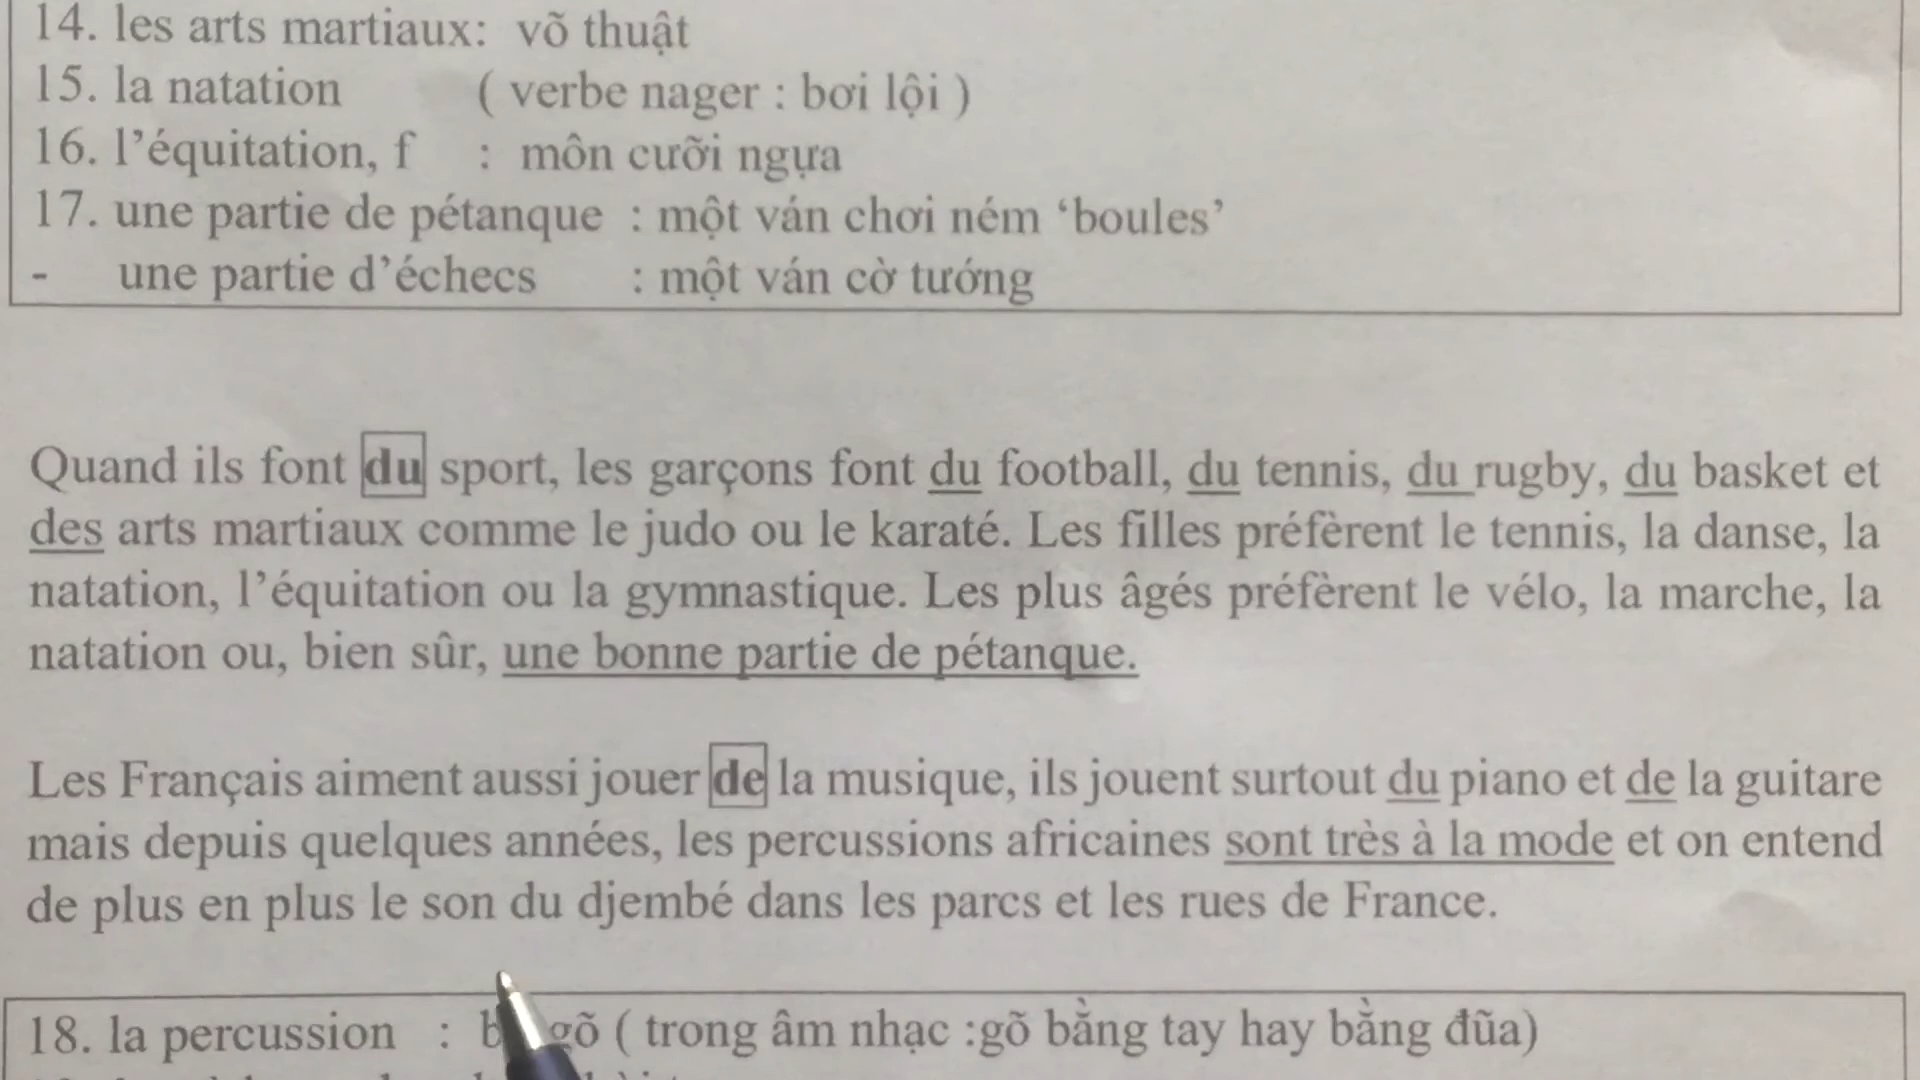 14. les arts martiaux: võ thuật
15. la natation ( verbe nager : bơi lội )
16. l’équitation, f : môn cưỡi ngựa
17. une partie de pétanque : một ván chơi ném ‘boules’
- une partie d’échecs : một ván cờ tướng
Quand ils font du sport, les garçons font du football, du tennis, du rugby, du basket et
des arts martiaux comme le judo ou le karaté. Les filles préfèrent le tennis, la danse, la
natation, l’équitation ou la gymnastique. Les plus âgés préfèrent le vélo, la marche, la
natation ou, bien sûr, une bonne partie de pétanque.
Les Français aiment aussi jouer de la musique, ils jouent surtout du piano et de la guitare
mais depuis quelques années, les percussions africaines sont très à la mode et on entend
de plus en plus le son du djembé dans les parcs et les rues de France.
18. la percussion : gõ ( trong âm nhạc :gõ bằng tay hay bằng đũa)